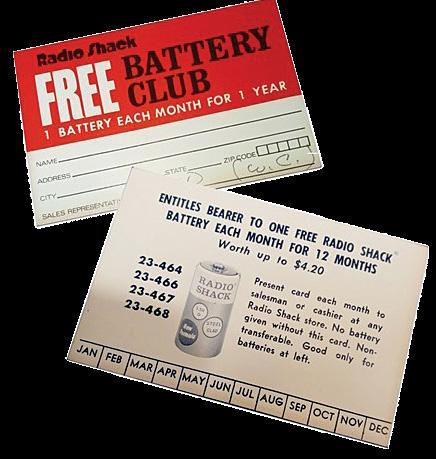 Radio Shack
FREE BATTERY CLUB
1 BATTERY EACH MONTH FOR 1 YEAR
NAME
ADDRESS
CITY STATE ZIP CODE
SALES REPRESENTATI
ENTITLES BEARER TO ONE FREE RADIO SHACK®
BATTERY EACH MONTH FOR 12 MONTHS
Worth up to $4.20
23-464
23-466
23-467
23-468
RADIO
SHACK
STEEL
CLAD
Present card each month to
salesman or cashier at any
Radio Shack store. No battery
given without this card. Non-
transferable. Good only for
batteries at left.
JAN FEB MAR APR MAY JUN JUL AUG SEP OCT NOV DEC